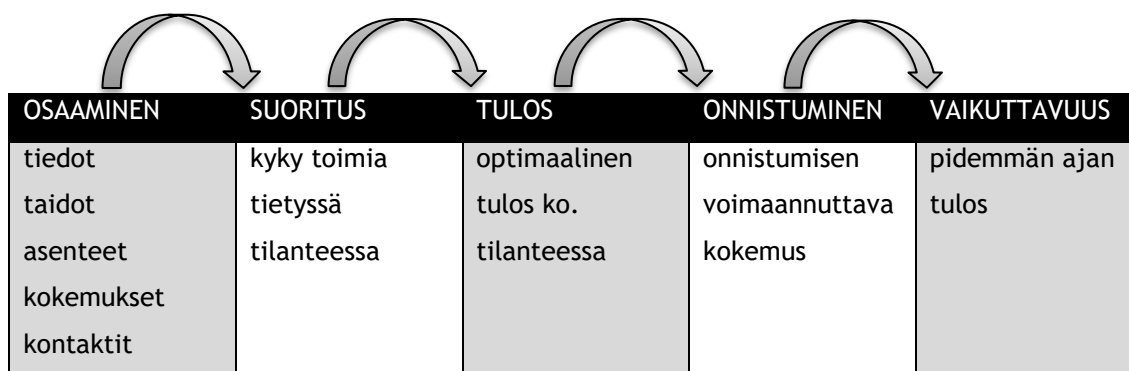 OSAAMINEN SUORITUS TULOS ONNISTUMINEN VAIKUTTAVUUS
tiedot kyky toimia optimaalinen onnistumisen pidemmän ajan
taidot tietyssä tulos ko. voimaannuttava tulos
asenteet tilanteessa tilanteessa kokemus
kokemukset
kontaktit